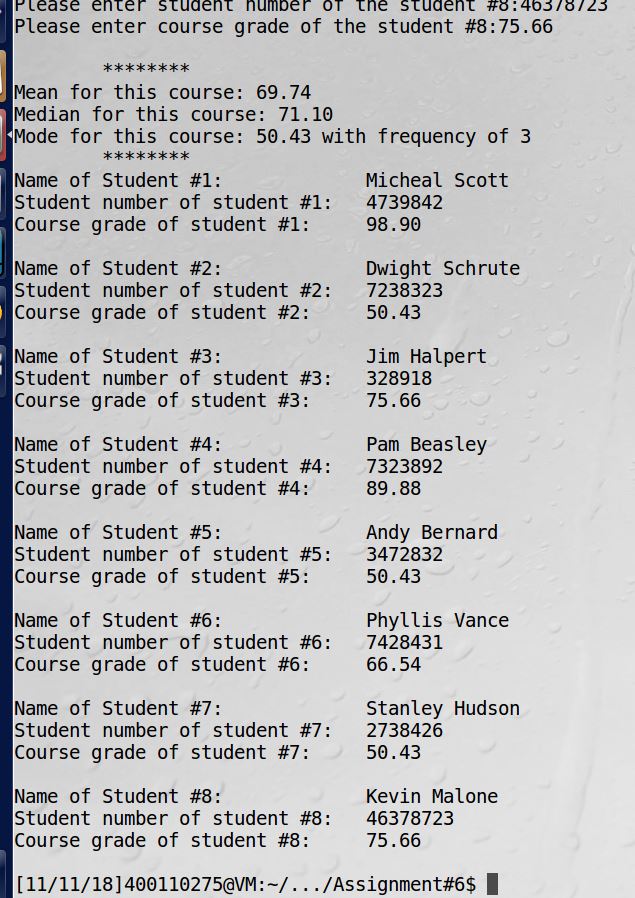 Please enter student number of the student #8:46378723
Please enter course grade of the student #8:75.66
********
Mean for this course: 69.74
Median for this course: 71.10
Mode for this course: 50.43 with frequency of 3
********
Name of Student #1: Micheal Scott
Student number of student #1: 4739842
Course grade of student #1: 98.90
Name of Student #2: Dwight Schrute
Student number of student #2: 7238323
Course grade of student #2: 50.43
Name of Student #3: Jim Halpert
Student number of student #3: 328918
Course grade of student #3: 75.66
Name of Student #4: Pam Beasley
Student number of student #4: 7323892
Course grade of student #4: 89.88
Name of Student #5: Andy Bernard
Student number of student #5: 3472832
Course grade of student #5: 50.43
Name of Student #6: Phyllis Vance
Student number of student #6: 7428431
Course grade of student #6: 66.54
Name of Student #7: Stanley Hudson
Student number of student #7: 2738426
Course grade of student #7: 50.43
Name of Student #8: Kevin Malone
Student number of student #8: 46378723
Course grade of student #8: 75.66
[11/11/18]400110275@VM:~/.../Assignment#6$